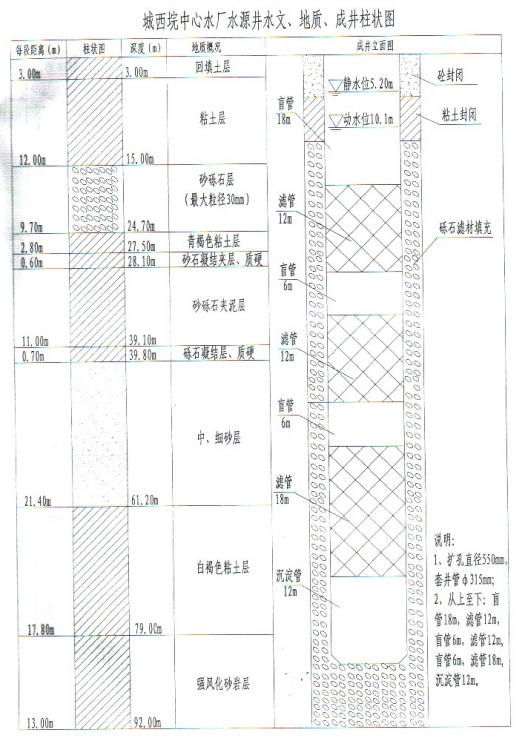 城西垸中心水厂水源井水文、地质、成井柱状图
每段距离(m) 柱状图 深度(m) 地质概况 成井立面图
3.00m 3.00m 回填土层
12.00m 15.00m 粘土层
9.70m 24.70m 砂砾石层
(最大粒径30mm)
2.80m 27.50m 青褐色粘土层
0.60m 28.10m 砂石凝结夹层、质硬
11.00m 39.10m 砂砾石夹泥层
0.70m 39.80m 砾石凝结层、质硬
21.40m 61.20m 中、细砂层
17.80m 79.00m 白褐色粘土层
13.00m 92.00m 强风化砂岩层
静水位5.20m
动水位10.1m
盲管
18m
滤管
12m
盲管
6m
滤管
12m
盲管
6m
滤管
18m
沉淀管
12m
砼封闭
粘土封闭
砾石滤材填充
说明:
1、扩孔直径550mm,
套井管φ315mm;
2、从上至下: 盲
管18m, 滤管12m,
盲管6m, 滤管12m,
盲管6m, 滤管18m,
沉淀管12m。